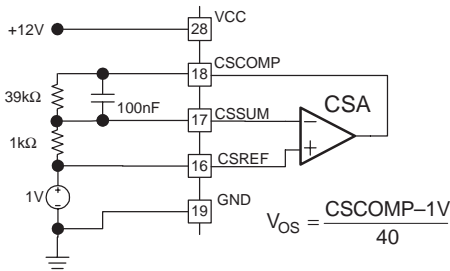 VCC
+12V
28
CSCOMP
18
39kΩ
100nF
CSSUM
17
CSA
1kΩ
CSREF
16
1V
GND
19
V_OS = CSCOMP–1V / 40